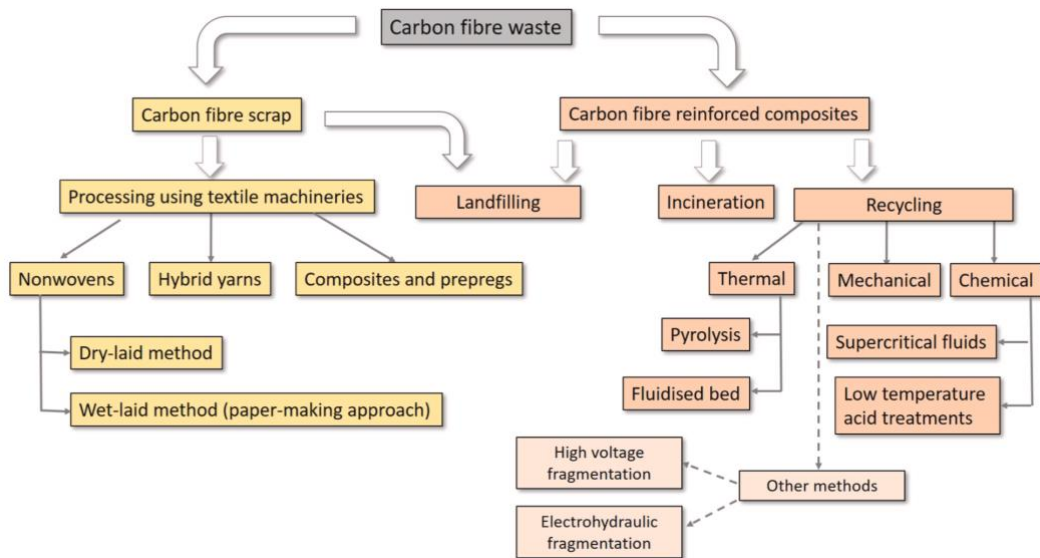 Carbon fibre waste
Carbon fibre scrap
Carbon fibre reinforced composites
Processing using textile machineries
Landfilling
Incineration
Recycling
Nonwovens
Hybrid yarns
Composites and prepregs
Thermal
Mechanical
Chemical
Dry-laid method
Pyrolysis
Supercritical fluids
Wet-laid method (paper-making approach)
Fluidised bed
Low temperature
acid treatments
High voltage
fragmentation
Other methods
Electrohydraulic
fragmentation